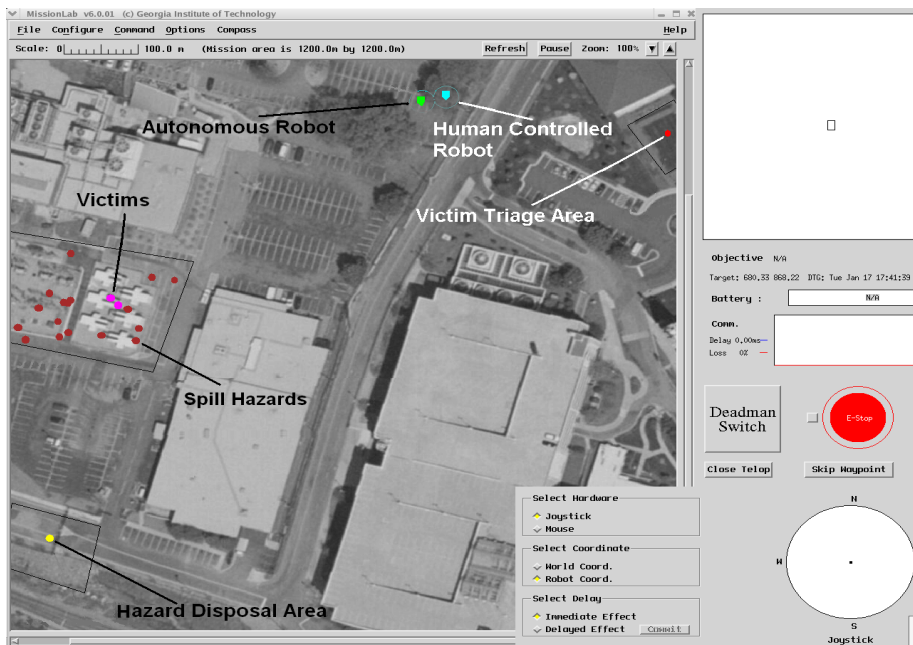 MissionLab v6.0.01 (c) Georgia Institute of Technology
File Configure Command Options Compass Help
Scale: 0 100.0 m (Mission area is 1200.0m by 1200.0m) Refresh Pause Zoom: 100%
Autonomous Robot
Human Controlled
Robot
Victims
Victim Triage Area
Spill Hazards
Hazard Disposal Area
Select Hardware
Joystick
Mouse
Select Coordinate
World Coord.
Robot Coord.
Select Delay
Immediate Effect
Delayed Effect Commit
Objective N/A
Target: 680.33 868.22 DTG: Tue Jan 17 17:41:39
Battery : N/A
Comm.
Delay 0.00ms
Loss 0%
Deadman
Switch
E-Stop
Close Telop Skip Waypoint
N
W
S
Joystick